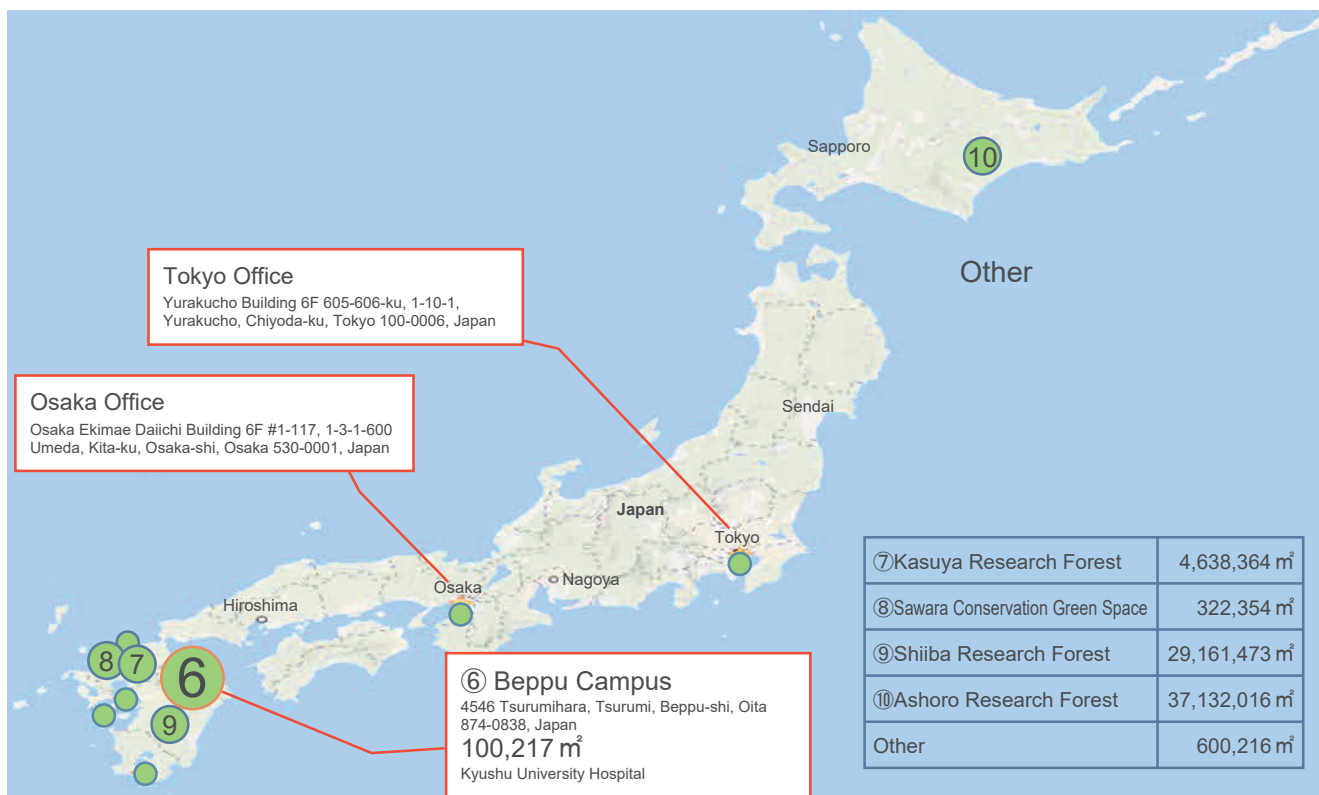 Sapporo
10
Other
Tokyo Office
Yurakucho Building 6F 605-606-ku, 1-10-1,
Yurakucho, Chiyoda-ku, Tokyo 100-0006, Japan
Osaka Office
Osaka Ekimae Daiichi Building 6F #1-117, 1-3-1-600
Umeda, Kita-ku, Osaka-shi, Osaka 530-0001, Japan
Sendai
Japan
Tokyo
Nagoya
Osaka
Hiroshima
8
7
6
9
⑥ Beppu Campus
4546 Tsurumihara, Tsurumi, Beppu-shi, Oita
874-0838, Japan
100,217 ㎡
Kyushu University Hospital
⑦Kasuya Research Forest 4,638,364 ㎡
⑧Sawara Conservation Green Space 322,354 ㎡
⑨Shiiba Research Forest 29,161,473 ㎡
⑩Ashoro Research Forest 37,132,016 ㎡
Other 600,216 ㎡